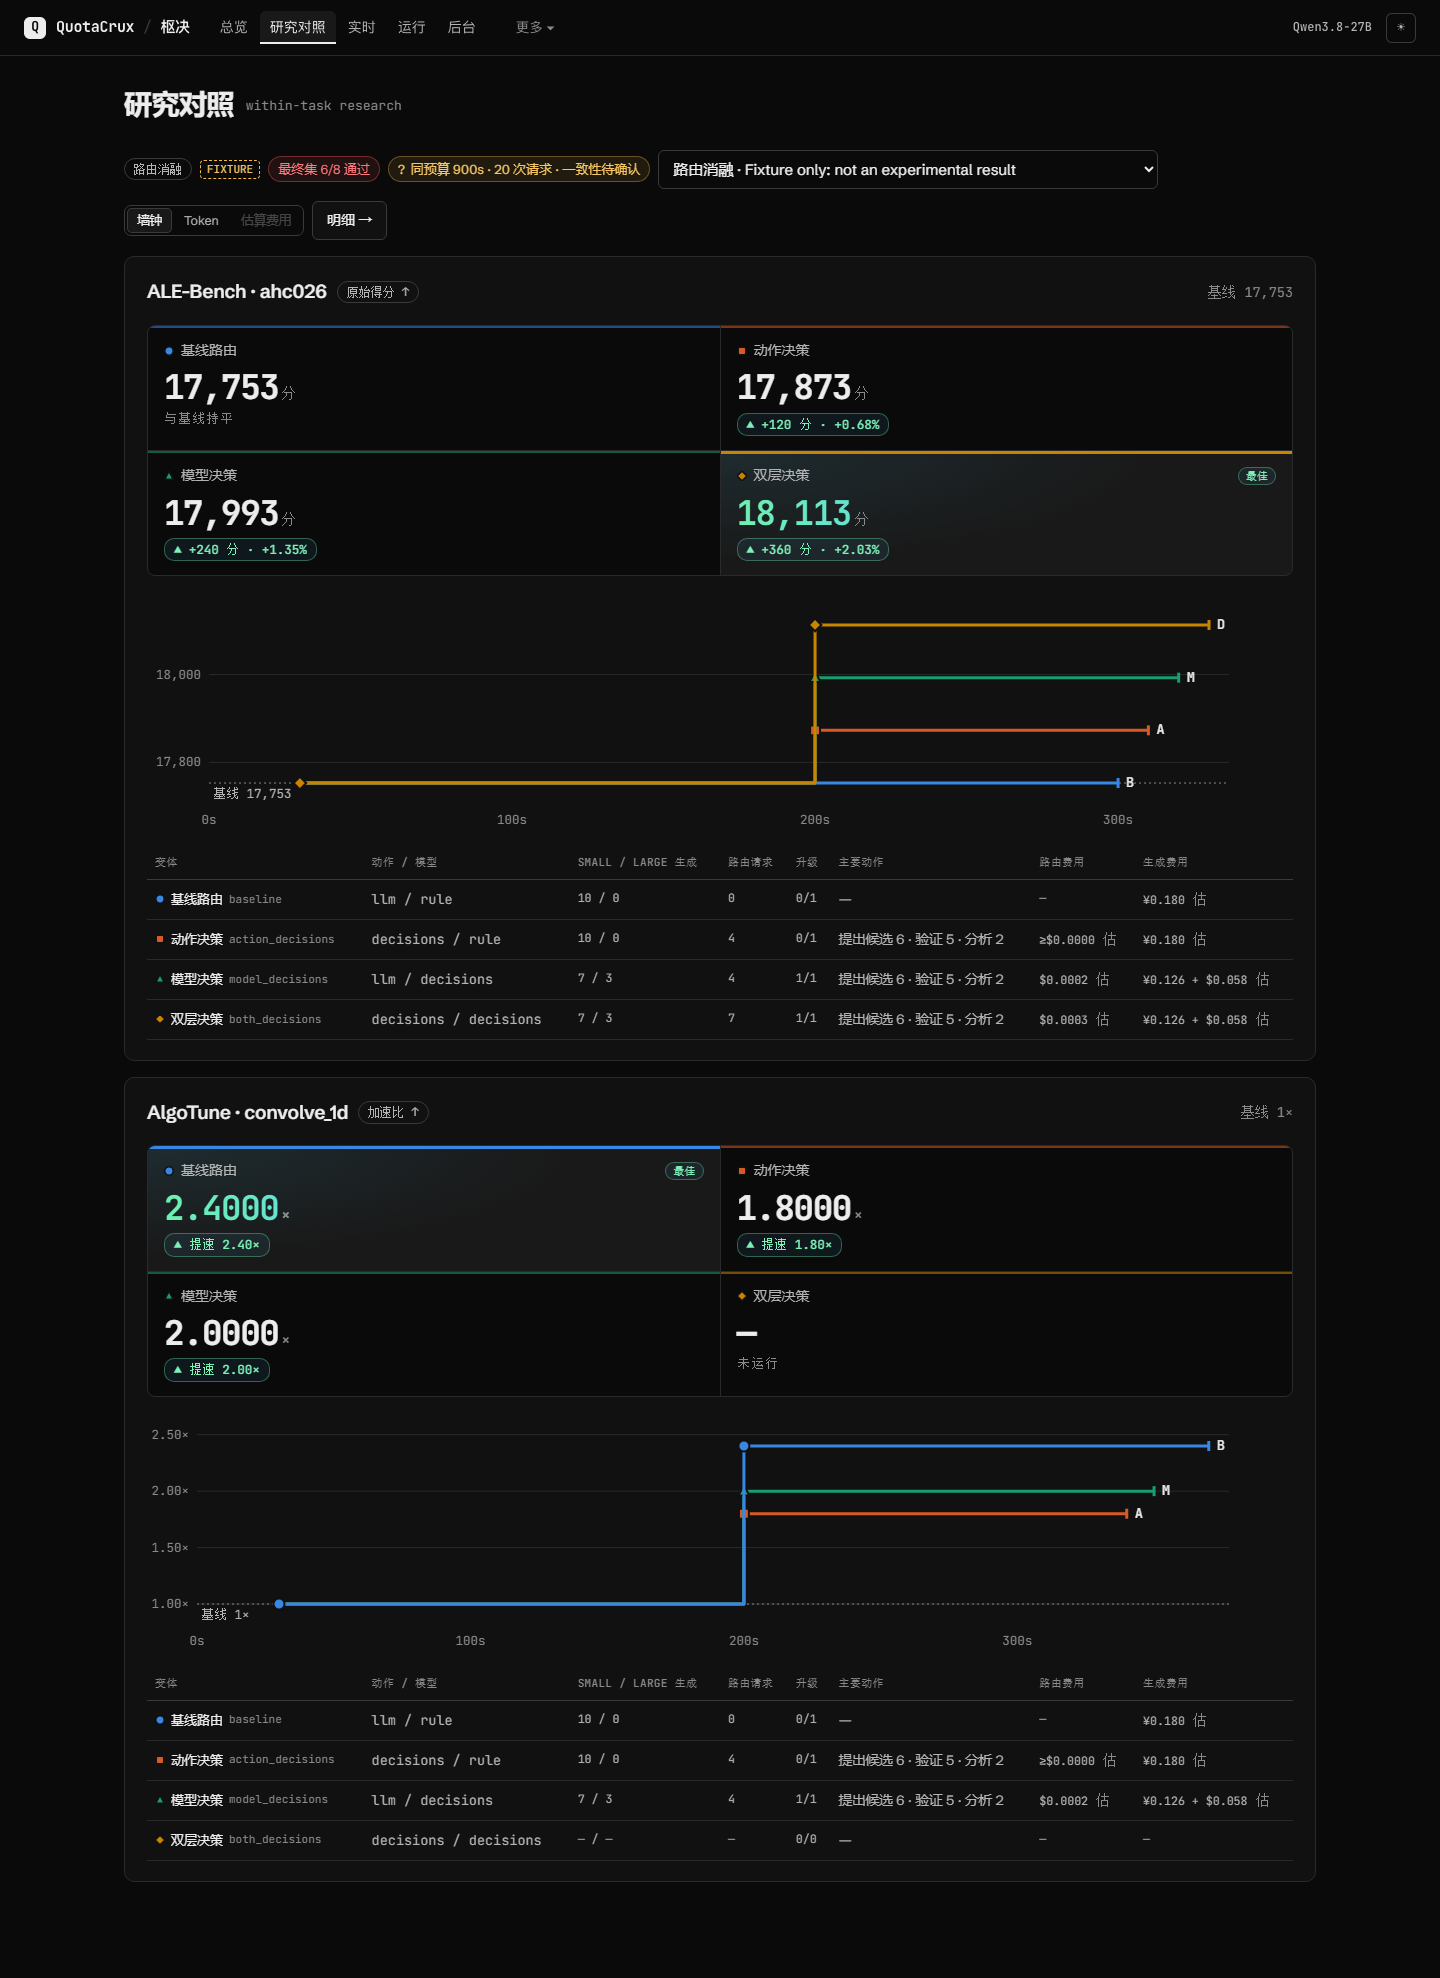 Q QuotaCrux / 枢决 总览 研究对照 实时 运行 后台 更多 Qwen3.8-27B
研究对照 within-task research
路由消融 FIXTURE 最终集 6/8 通过 ? 同预算 900s · 20 次请求 · 一致性待确认 路由消融 · Fixture only: not an experimental result
墙钟 Token 估算费用 明细 →
ALE-Bench · ahc026 原始得分 ↑ 基线 17,753
基线路由
17,753 分
与基线持平
动作决策
17,873 分
▲ +120 分 · +0.68%
模型决策
17,993 分
▲ +240 分 · +1.35%
双层决策 最佳
18,113 分
▲ +360 分 · +2.03%
D
18,000 M
A
17,800
B
基线 17,753
0s 100s 200s 300s
变体 动作 / 模型 SMALL / LARGE 生成 路由请求 升级 主要动作 路由费用 生成费用
基线路由 baseline llm / rule 10 / 0 0 0/1 — — ¥0.180 估
动作决策 action_decisions decisions / rule 10 / 0 4 0/1 提出候选 6 · 验证 5 · 分析 2 ≥$0.0000 估 ¥0.180 估
模型决策 model_decisions llm / decisions 7 / 3 4 1/1 提出候选 6 · 验证 5 · 分析 2 $0.0002 估 ¥0.126 + $0.058 估
双层决策 both_decisions decisions / decisions 7 / 3 7 1/1 提出候选 6 · 验证 5 · 分析 2 $0.0003 估 ¥0.126 + $0.058 估
AlgoTune · convolve_1d 加速比 ↑ 基线 1×
基线路由 最佳
2.4000 ×
▲ 提速 2.40×
动作决策
1.8000 ×
▲ 提速 1.80×
模型决策
2.0000 ×
▲ 提速 2.00×
双层决策
—
未运行
2.50×
B
2.00× M
A
1.50×
1.00×
基线 1×
0s 100s 200s 300s
变体 动作 / 模型 SMALL / LARGE 生成 路由请求 升级 主要动作 路由费用 生成费用
基线路由 baseline llm / rule 10 / 0 0 0/1 — — ¥0.180 估
动作决策 action_decisions decisions / rule 10 / 0 4 0/1 提出候选 6 · 验证 5 · 分析 2 ≥$0.0000 估 ¥0.180 估
模型决策 model_decisions llm / decisions 7 / 3 4 1/1 提出候选 6 · 验证 5 · 分析 2 $0.0002 估 ¥0.126 + $0.058 估
双层决策 both_decisions decisions / decisions — / — — 0/0 — — —